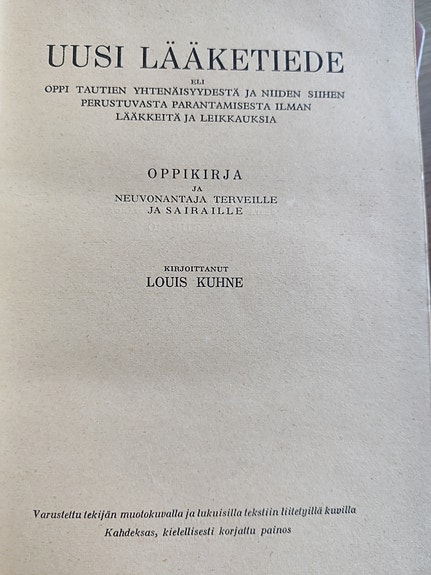 UUSI LÄÄKETIEDE
ELI
OPPI TAUTIEN YHTENÄISYYDESTÄ JA NIIDEN SIIHEN
PERUSTUVASTA PARANTAMISESTA ILMAN
LÄÄKKEITÄ JA LEIKKAUKSIA
OPPIKIRJA
JA
NEUVONANTAJA TERVEILLE
JA SAIRAILLE
KIRJOITTANUT
LOUIS KUHNE
Varustettu tekijän muotokuvalla ja lukuisilla tekstiin liitetyillä kuvilla
Kahdeksas, kielellisesti korjattu painos